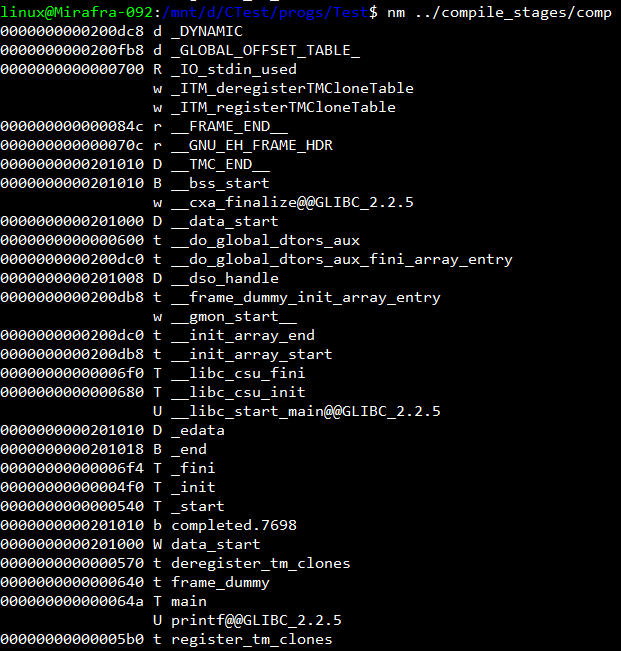 linux@Mirafra-092:/mnt/d/CTest/progs/Test$ nm ../compile_stages/comp
0000000000200dc8 d _DYNAMIC
0000000000200fb8 d _GLOBAL_OFFSET_TABLE_
0000000000000700 R _IO_stdin_used
                 w _ITM_deregisterTMCloneTable
                 w _ITM_registerTMCloneTable
000000000000084c r __FRAME_END__
000000000000070c r __GNU_EH_FRAME_HDR
0000000000201010 D __TMC_END__
0000000000201010 B __bss_start
                 w __cxa_finalize@@GLIBC_2.2.5
0000000000201000 D __data_start
0000000000000600 t __do_global_dtors_aux
0000000000200dc0 t __do_global_dtors_aux_fini_array_entry
0000000000201008 D __dso_handle
0000000000200db8 t __frame_dummy_init_array_entry
                 w __gmon_start__
0000000000200dc0 t __init_array_end
0000000000200db8 t __init_array_start
00000000000006f0 T __libc_csu_fini
0000000000000680 T __libc_csu_init
                 U __libc_start_main@@GLIBC_2.2.5
0000000000201010 D _edata
0000000000201018 B _end
00000000000006f4 T _fini
00000000000004f0 T _init
0000000000000540 T _start
0000000000201010 b completed.7698
0000000000201000 W data_start
0000000000000570 t deregister_tm_clones
0000000000000640 t frame_dummy
000000000000064a T main
                 U printf@@GLIBC_2.2.5
00000000000005b0 t register_tm_clones